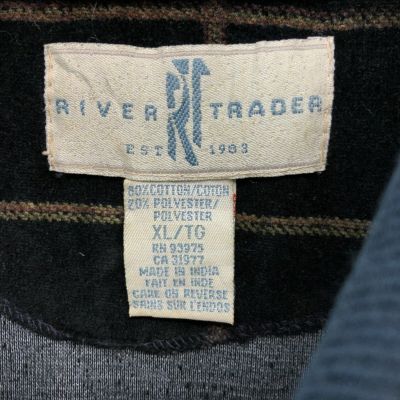 RIVER RT TRADER
EST 1983
80%COTTON/COTON
20% POLYESTER/
POLYESTER
XL/TG
RN 93975
CA 31977
MADE IN INDIA
FAIT EN INDE
CARE ON REVERSE
SOINS SUR L'ENDOS